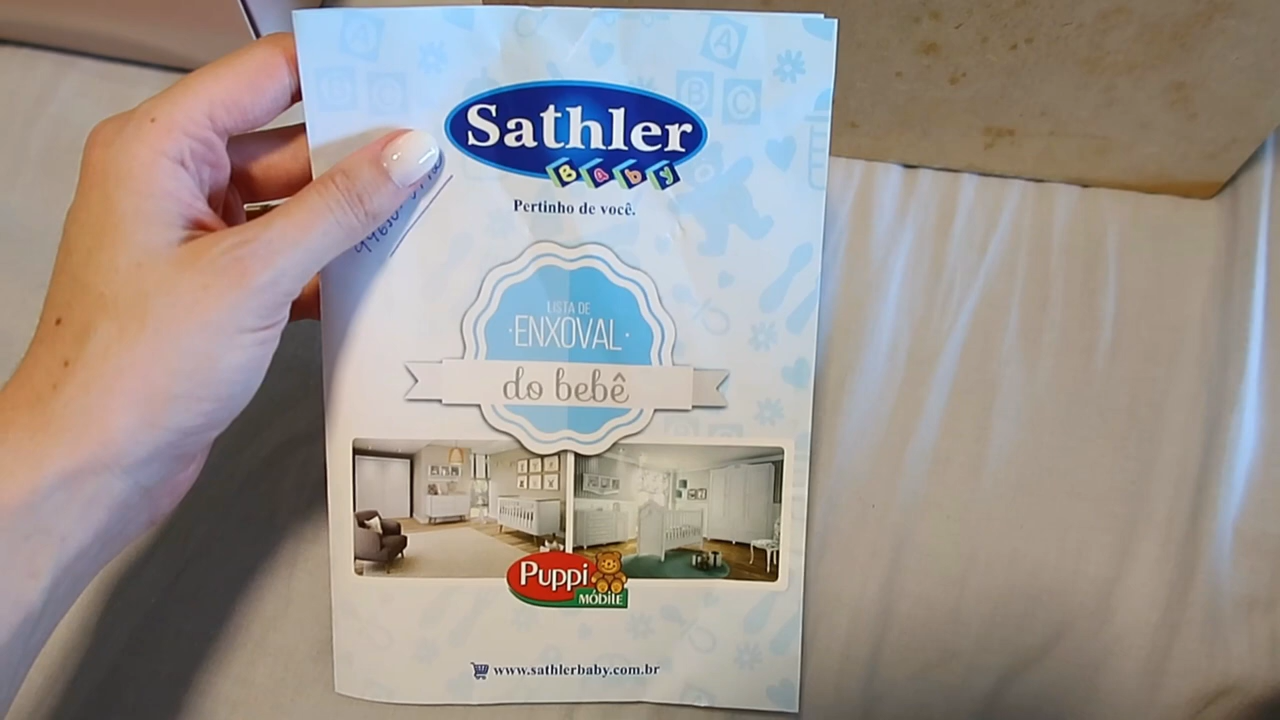 Sathler
Baby
Pertinho de você.
LISTA DE
·ENXOVAL·
do bebê
Puppi
MÓBILE
www.sathlerbaby.com.br
A
B C
A
B C